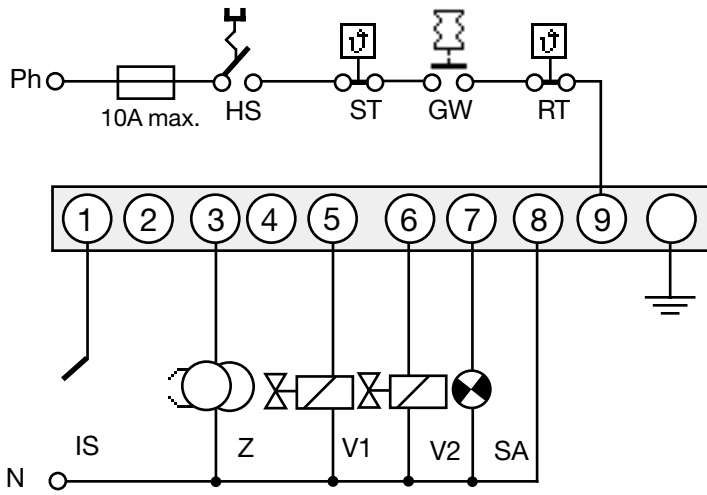 Ph
10A max.
HS
ϑ
ST
GW
ϑ
RT
1 2 3 4 5 6 7 8 9
IS
Z
V1
V2
SA
N